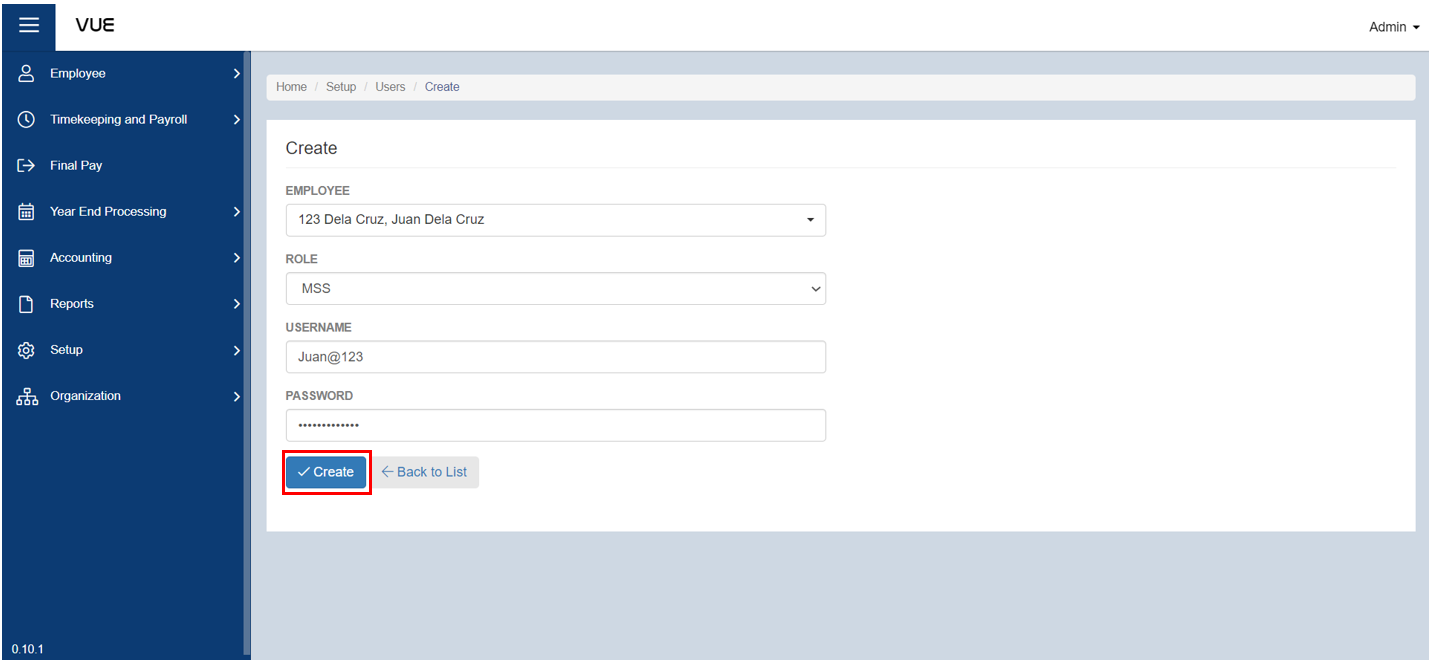 VUE
Admin
Employee
Timekeeping and Payroll
Final Pay
Year End Processing
Accounting
Reports
Setup
Organization
0.10.1
Home / Setup / Users / Create
Create
EMPLOYEE
123 Dela Cruz, Juan Dela Cruz
ROLE
MSS
USERNAME
Juan@123
PASSWORD
•••••••••••••
Create
Back to List